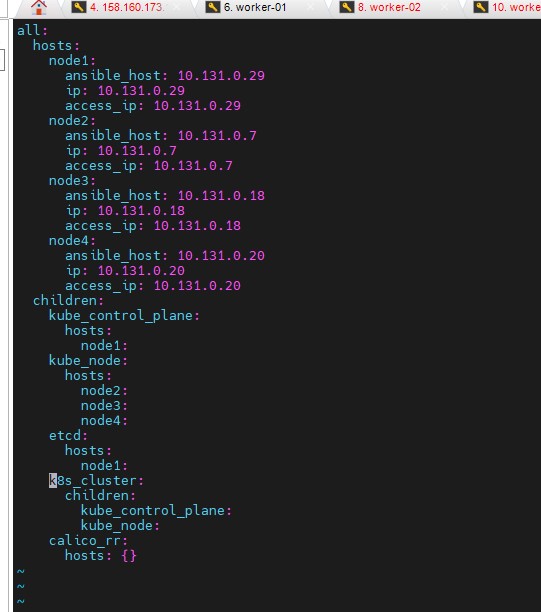 4. 158.160.173.
6. worker-01
8. worker-02
10. worke
all:
  hosts:
    node1:
      ansible_host: 10.131.0.29
      ip: 10.131.0.29
      access_ip: 10.131.0.29
    node2:
      ansible_host: 10.131.0.7
      ip: 10.131.0.7
      access_ip: 10.131.0.7
    node3:
      ansible_host: 10.131.0.18
      ip: 10.131.0.18
      access_ip: 10.131.0.18
    node4:
      ansible_host: 10.131.0.20
      ip: 10.131.0.20
      access_ip: 10.131.0.20
  children:
    kube_control_plane:
      hosts:
        node1:
    kube_node:
      hosts:
        node2:
        node3:
        node4:
    etcd:
      hosts:
        node1:
    k8s_cluster:
      children:
        kube_control_plane:
        kube_node:
    calico_rr:
      hosts: {}
~
~
~